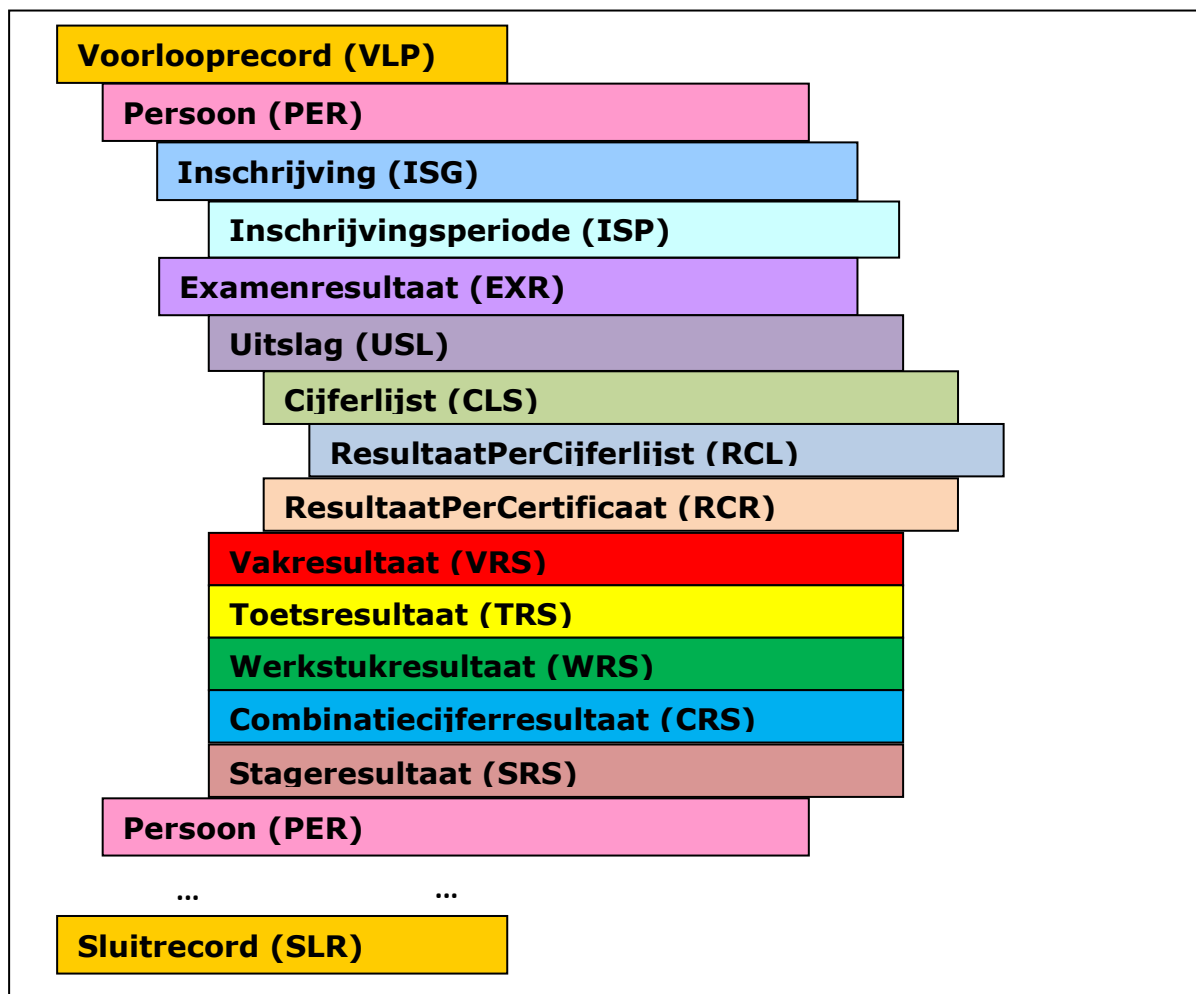 Voorlooprecord (VLP)
Persoon (PER)
Inschrijving (ISG)
Inschrijvingsperiode (ISP)
Examenresultaat (EXR)
Uitslag (USL)
Cijferlijst (CLS)
ResultaatPerCijferlijst (RCL)
ResultaatPerCertificaat (RCR)
Vakresultaat (VRS)
Toetsresultaat (TRS)
Werkstukresultaat (WRS)
Combinatiecijferresultaat (CRS)
Stageresultaat (SRS)
Persoon (PER)
... ...
Sluitrecord (SLR)